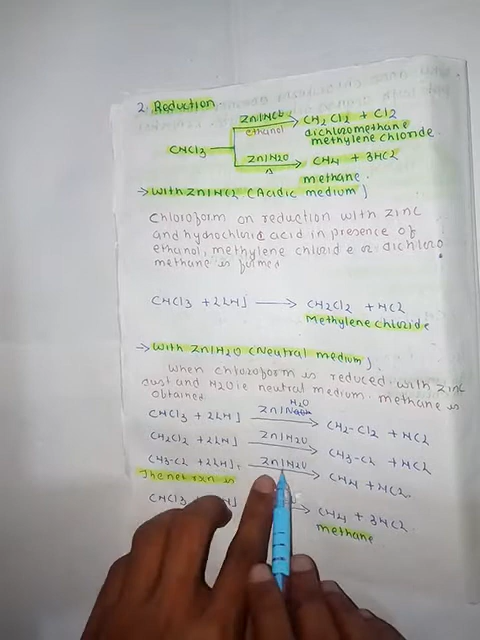 2. Reduction
Zn/HCl
ethanol
CH2Cl2 + Cl2
dichloromethane
methylene chloride
CHCl3
Zn/H2O
Δ
CH4 + 3HCl
methane
→ With Zn/HCl (Acidic medium)
Chloroform on reduction with zinc
and hydrochloric acid in presence of
ethanol, methylene chloride or dichloro
methane is formed
CHCl3 + 2[H] → CH2Cl2 + HCl
Methylene chloride
→ With Zn/H2O (Neutral medium)
when chloroform is reduced with zinc
dust and H2O ie neutral medium. methane is
obtained
CHCl3 + 2[H] Zn/H2O → CH2-Cl2 + HCl
CH2Cl2 + 2[H] Zn/H2O → CH3-Cl + HCl
CH3-Cl + 2[H] Zn/H2O → CH4 + HCl
The net rxn is
CHCl3 → CH4 + 3HCl
methane